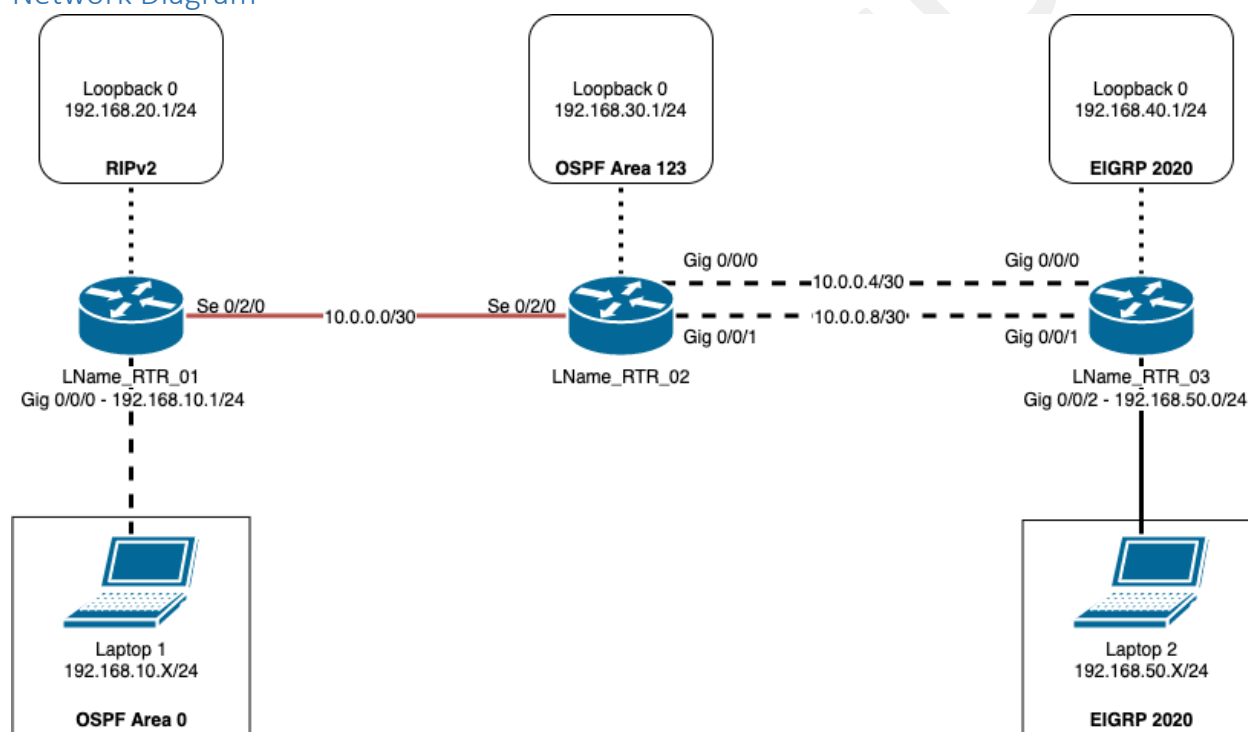 Network Diagram
Loopback 0
192.168.20.1/24
RIPv2
Loopback 0
192.168.30.1/24
OSPF Area 123
Loopback 0
192.168.40.1/24
EIGRP 2020
Se 0/2/0
10.0.0.0/30
Se 0/2/0
Gig 0/0/0
10.0.0.4/30
Gig 0/0/0
Gig 0/0/1
10.0.0.8/30
Gig 0/0/1
LName_RTR_01
Gig 0/0/0 - 192.168.10.1/24
LName_RTR_02
LName_RTR_03
Gig 0/0/2 - 192.168.50.0/24
Laptop 1
192.168.10.X/24
OSPF Area 0
Laptop 2
192.168.50.X/24
EIGRP 2020